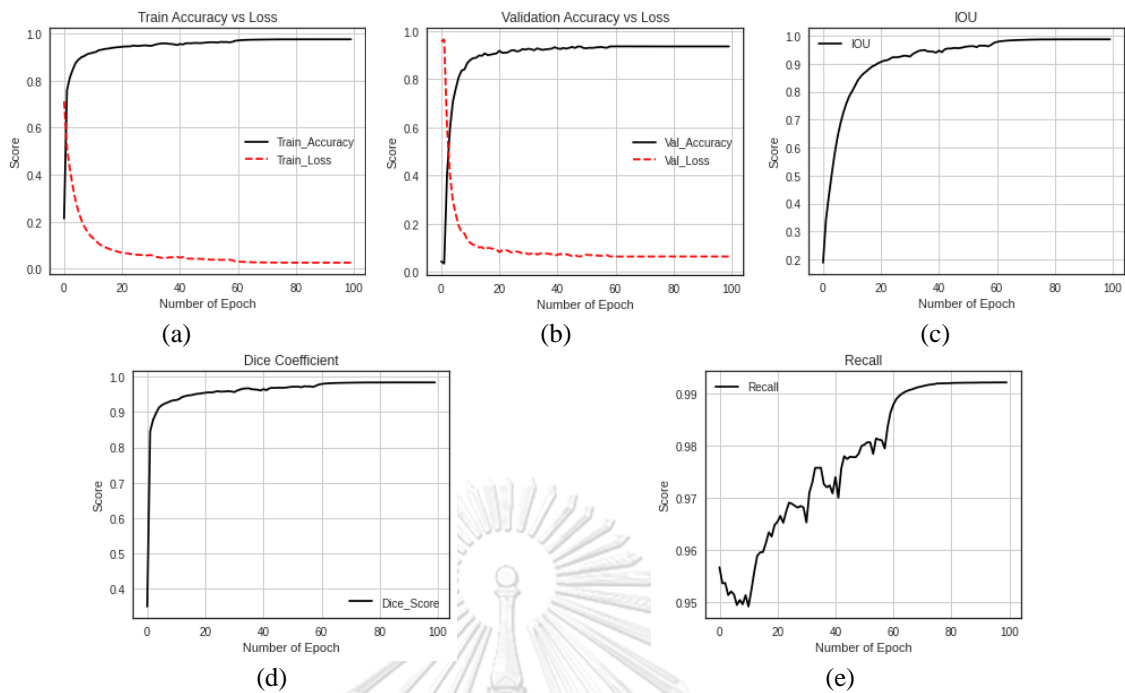 Train Accuracy vs Loss
1.0
0.8
0.6
0.4
0.2
0.0
Score
Train_Accuracy
Train_Loss
0 20 40 60 80 100
Number of Epoch
(a)
Validation Accuracy vs Loss
1.0
0.8
0.6
0.4
0.2
0.0
Score
Val_Accuracy
Val_Loss
0 20 40 60 80 100
Number of Epoch
(b)
IOU
1.0
0.9
0.8
0.7
0.6
0.5
0.4
0.3
0.2
Score
IOU
0 20 40 60 80 100
Number of Epoch
(c)
Dice Coefficient
1.0
0.9
0.8
0.7
0.6
0.5
0.4
Score
Dice_Score
0 20 40 60 80 100
Number of Epoch
(d)
Recall
0.99
0.98
0.97
0.96
0.95
Score
Recall
0 20 40 60 80 100
Number of Epoch
(e)